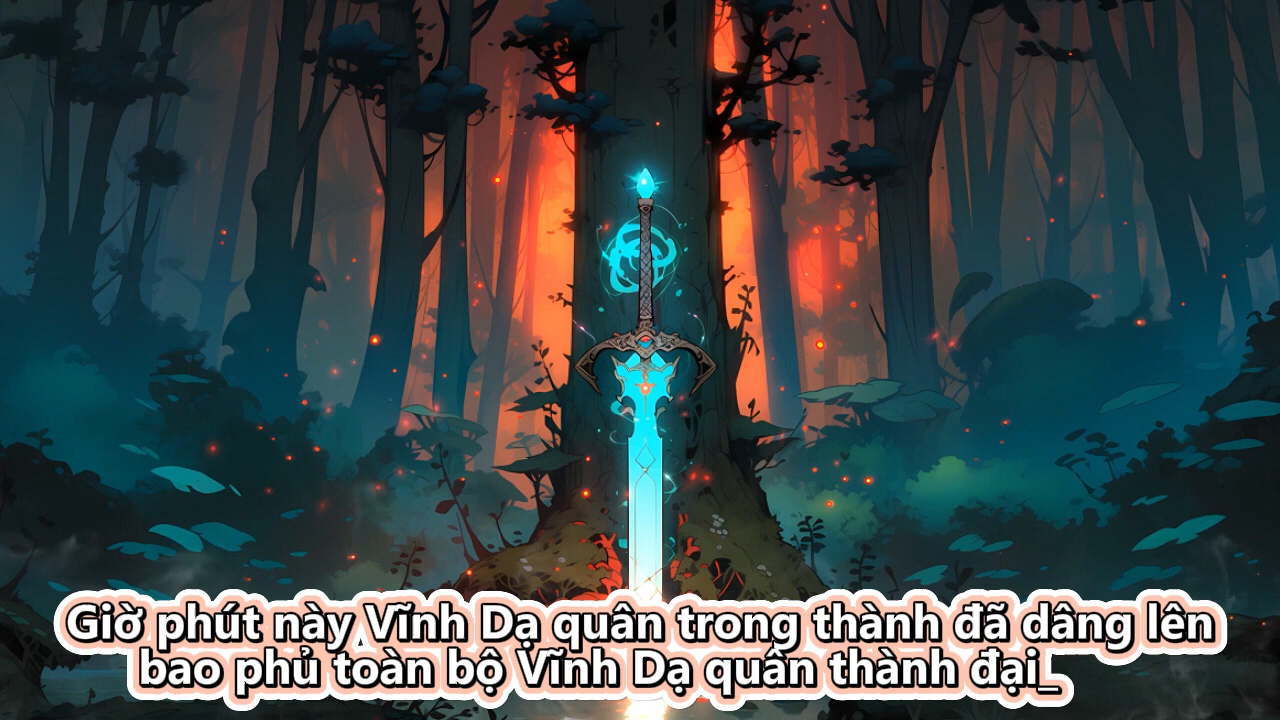 Giờ phút này Vĩnh Dạ quân trong thành đã dâng lên
bao phủ toàn bộ Vĩnh Dạ quân thành đại_